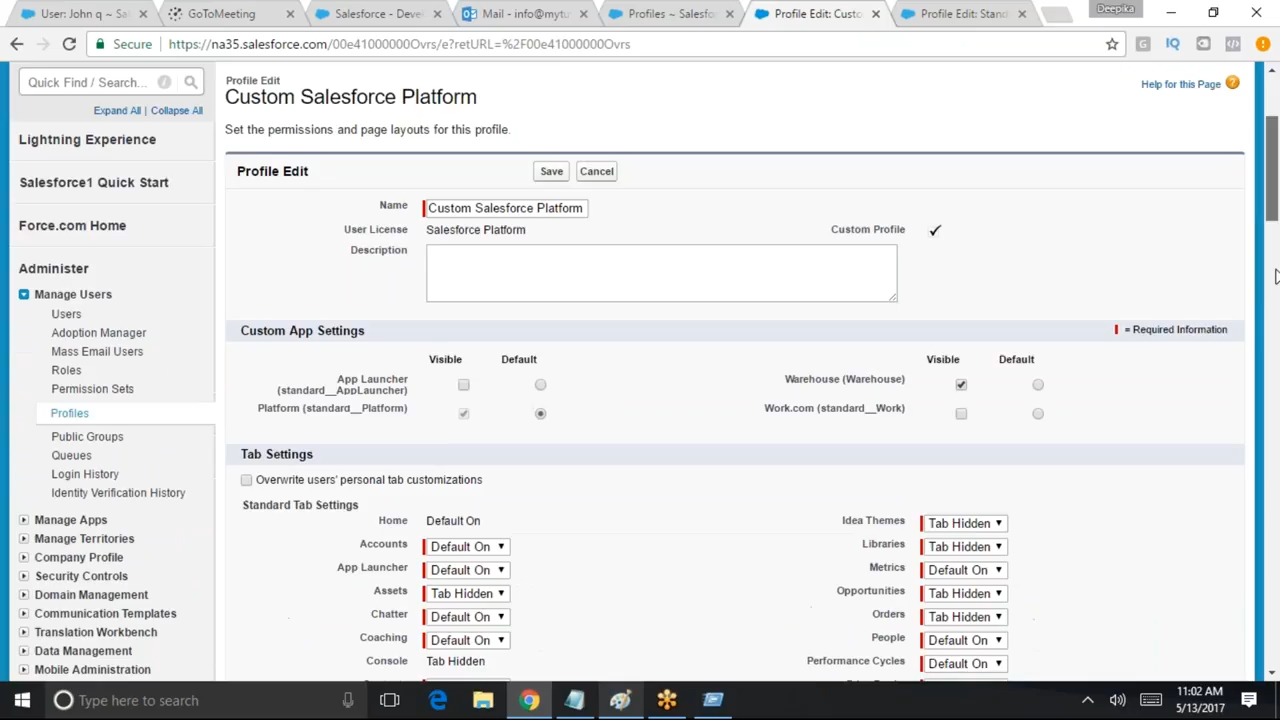 User: John q ~ Sa
GoToMeeting
Salesforce - Deve
Mail - info@mytu
Profiles ~ Salesfo
Profile Edit: Custo
Profile Edit: Stand
Deepika
Secure https://na35.salesforce.com/00e41000000Ovrs/e?retURL=%2F00e41000000Ovrs
G
IQ
Quick Find / Search...
Expand All | Collapse All
Lightning Experience
Salesforce1 Quick Start
Force.com Home
Administer
Manage Users
Users
Adoption Manager
Mass Email Users
Roles
Permission Sets
Profiles
Public Groups
Queues
Login History
Identity Verification History
Manage Apps
Manage Territories
Company Profile
Security Controls
Domain Management
Communication Templates
Translation Workbench
Data Management
Mobile Administration
Profile Edit
Custom Salesforce Platform
Help for this Page
Set the permissions and page layouts for this profile.
Profile Edit Save Cancel
Name Custom Salesforce Platform
User License Salesforce Platform Custom Profile
Description
Custom App Settings = Required Information
Visible Default Visible Default
App Launcher (standard__AppLauncher) Warehouse (Warehouse)
Platform (standard__Platform) Work.com (standard__Work)
Tab Settings
Overwrite users' personal tab customizations
Standard Tab Settings
Home Default On Idea Themes Tab Hidden
Accounts Default On Libraries Tab Hidden
App Launcher Default On Metrics Default On
Assets Tab Hidden Opportunities Tab Hidden
Chatter Default On Orders Tab Hidden
Coaching Default On People Default On
Console Tab Hidden Performance Cycles Default On
Type here to search
11:02 AM
5/13/2017